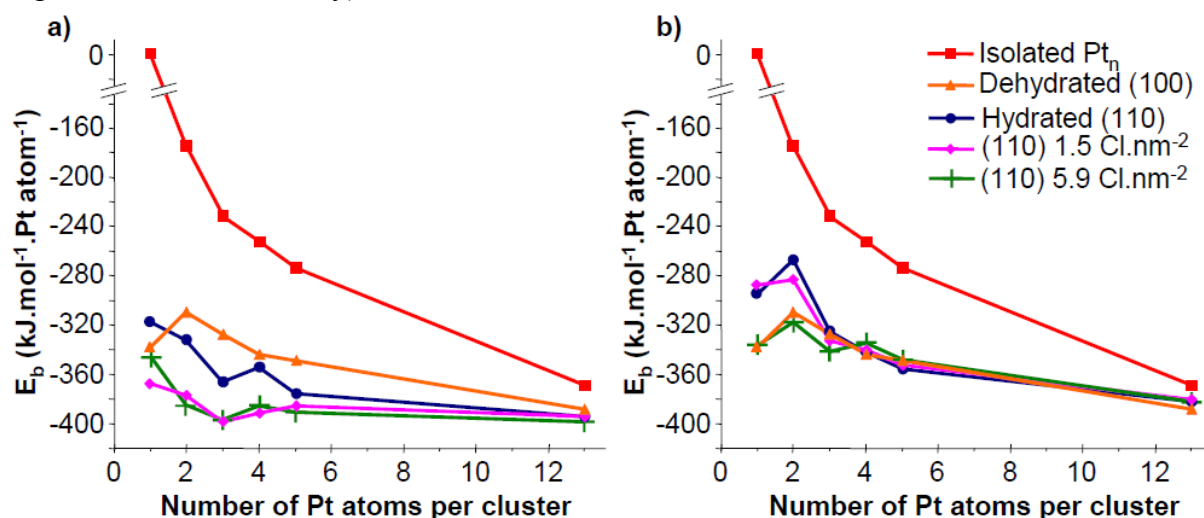 a)
0
-160
-200
-240
-280
-320
-360
-400
E_b (kJ.mol⁻¹.Pt atom⁻¹)
0 2 4 6 8 10 12
Number of Pt atoms per cluster
b)
0
-160
-200
-240
-280
-320
-360
-400
E_b (kJ.mol⁻¹.Pt atom⁻¹)
Isolated Ptₙ
Dehydrated (100)
Hydrated (110)
(110) 1.5 Cl.nm⁻²
(110) 5.9 Cl.nm⁻²
0 2 4 6 8 10 12
Number of Pt atoms per cluster